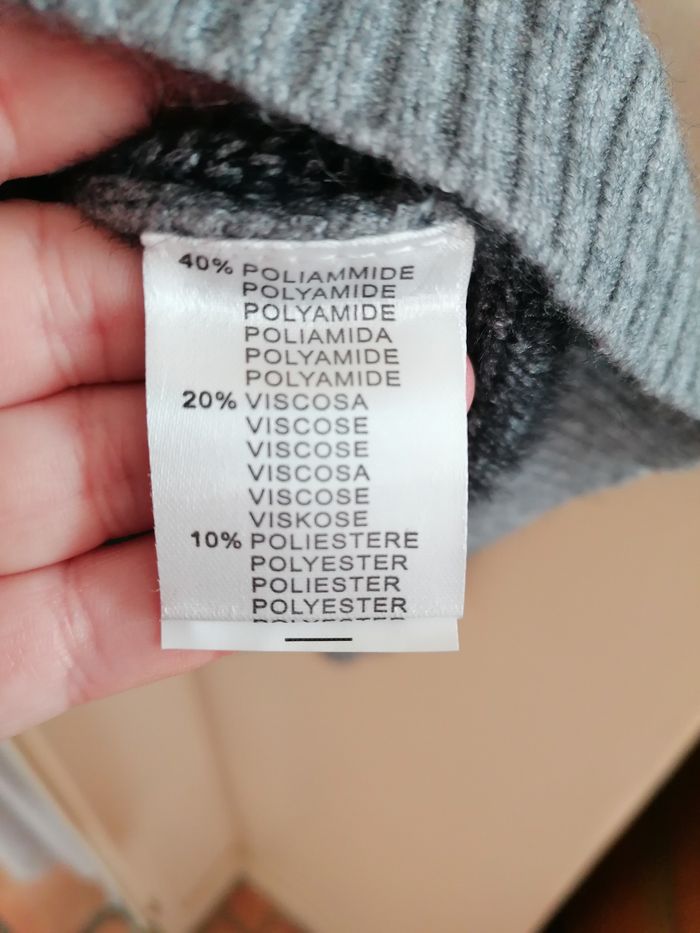 40% POLIAMMIDE
POLYAMIDE
POLYAMIDE
POLIAMIDA
POLYAMIDE
POLYAMIDE
20% VISCOSA
VISCOSE
VISCOSE
VISCOSA
VISCOSE
VISKOSE
10% POLIESTERE
POLYESTER
POLIESTER
POLYESTER
POLYESTER